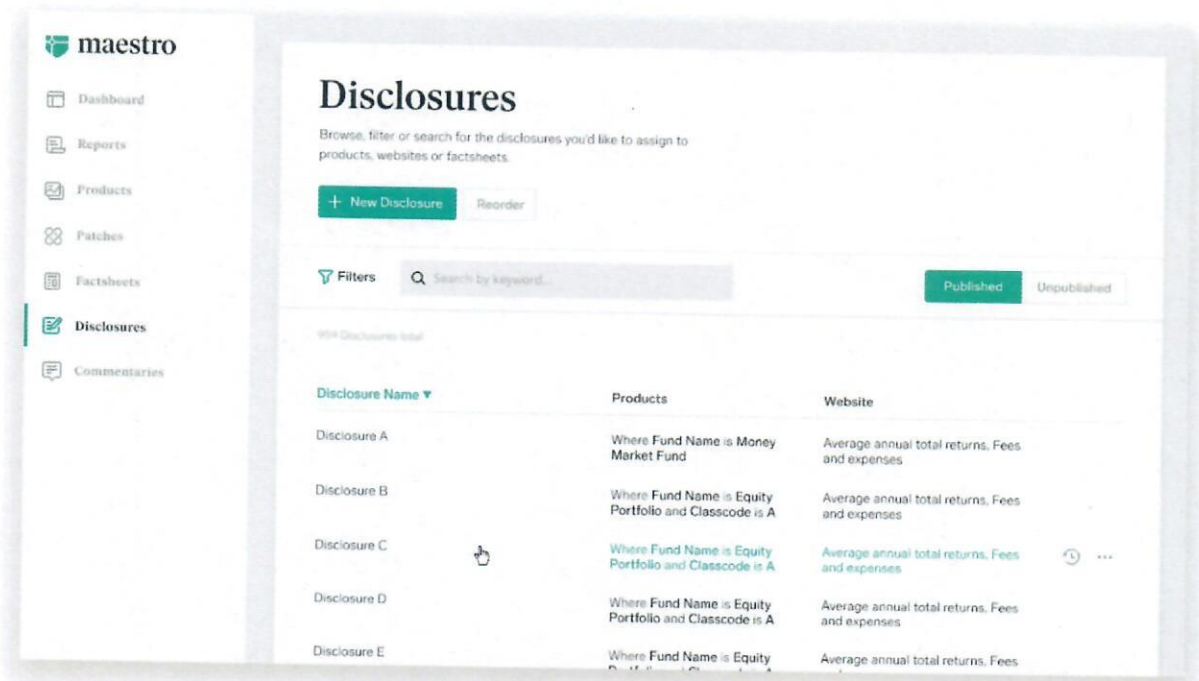 maestro
Dashboard
Reports
Products
Patches
Factsheets
Disclosures
Commentaries
Disclosures
Browse, filter or search for the disclosures you'd like to assign to
products, websites or factsheets.
+ New Disclosure
Reorder
Filters
Search by keyword...
Published
Unpublished
Disclosures total
Disclosure Name ▼
Products
Website
Disclosure A
Where Fund Name is Money
Market Fund
Average annual total returns, Fees
and expenses
Disclosure B
Where Fund Name is Equity
Portfolio and Classcode is A
Average annual total returns, Fees
and expenses
Disclosure C
Where Fund Name is Equity
Portfolio and Classcode is A
Average annual total returns, Fees
and expenses
Disclosure D
Where Fund Name is Equity
Portfolio and Classcode is A
Average annual total returns, Fees
and expenses
Disclosure E
Where Fund Name is Equity
Average annual total returns, Fees